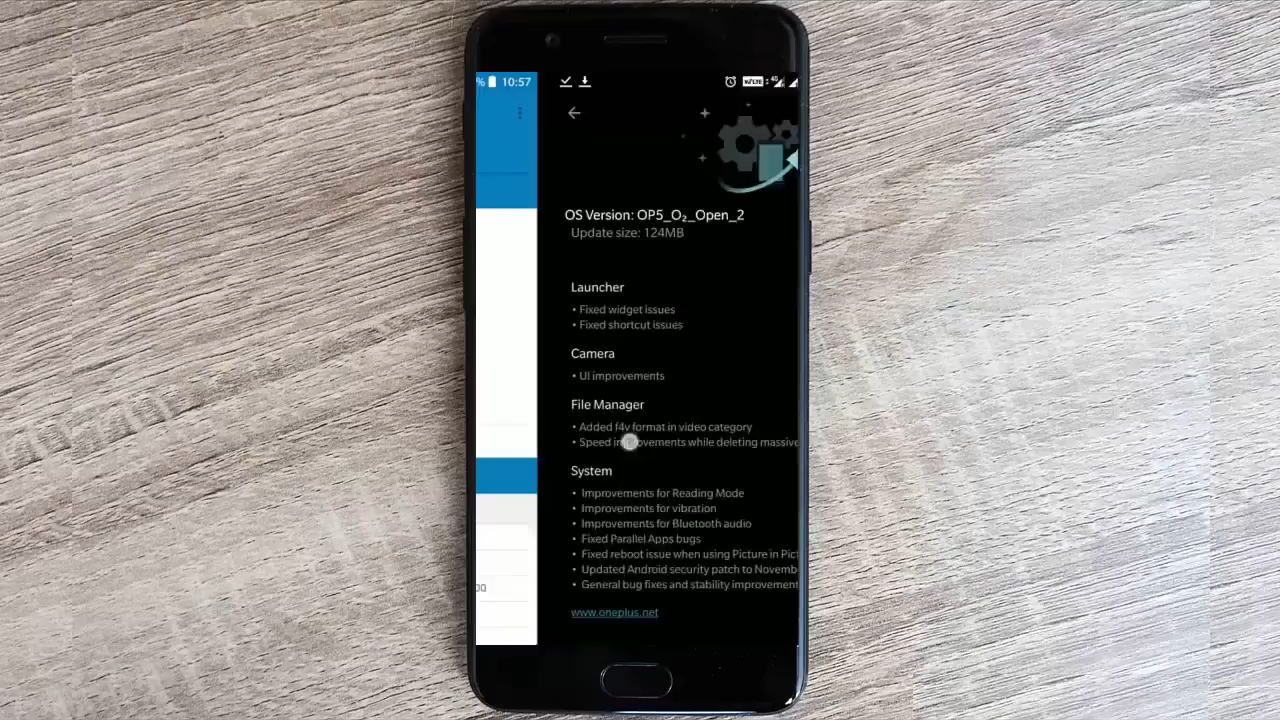 % 10:57
VoLTE 4G
OS Version: OP5_O₂_Open_2
Update size: 124MB
Launcher
• Fixed widget issues
• Fixed shortcut issues
Camera
• UI improvements
File Manager
• Added f4v format in video category
• Speed improvements while deleting massive
System
• Improvements for Reading Mode
• Improvements for vibration
• Improvements for Bluetooth audio
• Fixed Parallel Apps bugs
• Fixed reboot issue when using Picture in Pict
• Updated Android security patch to Novembe
• General bug fixes and stability improvement
www.oneplus.net